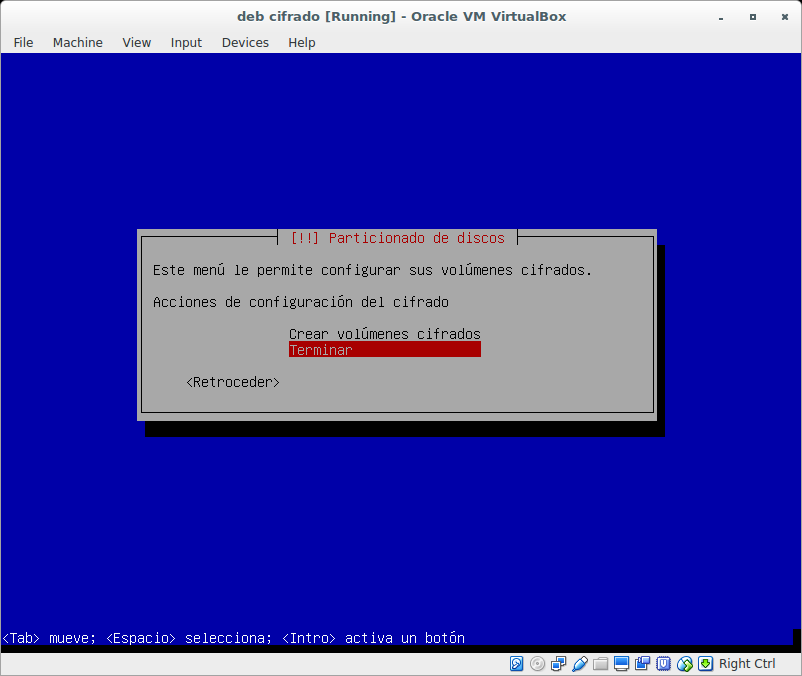 deb cifrado [Running] - Oracle VM VirtualBox
File Machine View Input Devices Help
[!!] Particionado de discos
Este menú le permite configurar sus volúmenes cifrados.
Acciones de configuración del cifrado
Crear volúmenes cifrados
Terminar
<Retroceder>
<Tab> mueve; <Espacio> selecciona; <Intro> activa un botón
Right Ctrl